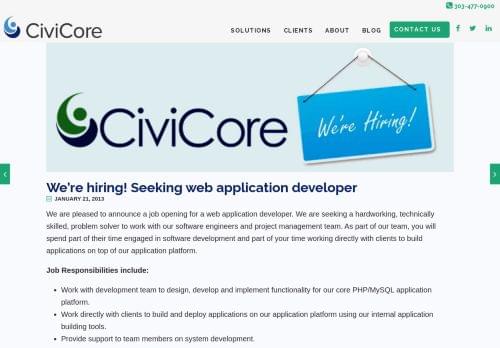 303-477-0900
CiviCore
SOLUTIONS CLIENTS ABOUT BLOG CONTACT US
CiviCore
We're Hiring!
We're hiring! Seeking web application developer
JANUARY 21, 2013
We are pleased to announce a job opening for a web application developer. We are seeking a hardworking, technically
skilled, problem solver to work with our software engineers and project management team. As part of our team, you will
spend part of their time engaged in software development and part of your time working directly with clients to build
applications on top of our application platform.
Job Responsibilities include:
Work with development team to design, develop and implement functionality for our core PHP/MySQL application
platform.
Work directly with clients to build and deploy applications on our application platform using our internal application
building tools.
Provide support to team members on system development.